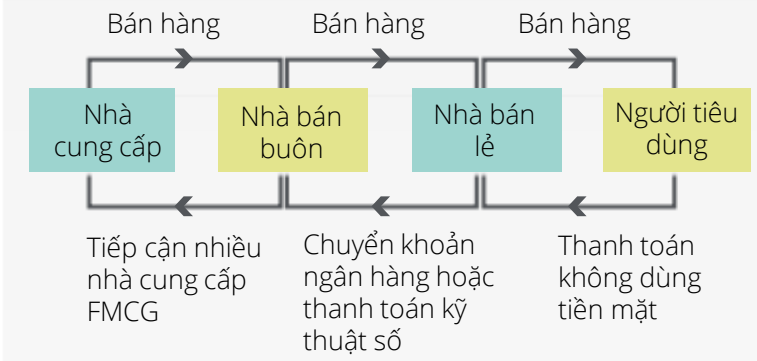 Bán hàng
Bán hàng
Bán hàng
Nhà
cung cấp
Nhà bán
buôn
Nhà bán
lẻ
Người tiêu
dùng
Tiếp cận nhiều
nhà cung cấp
FMCG
Chuyển khoản
ngân hàng hoặc
thanh toán kỹ
thuật số
Thanh toán
không dùng
tiền mặt